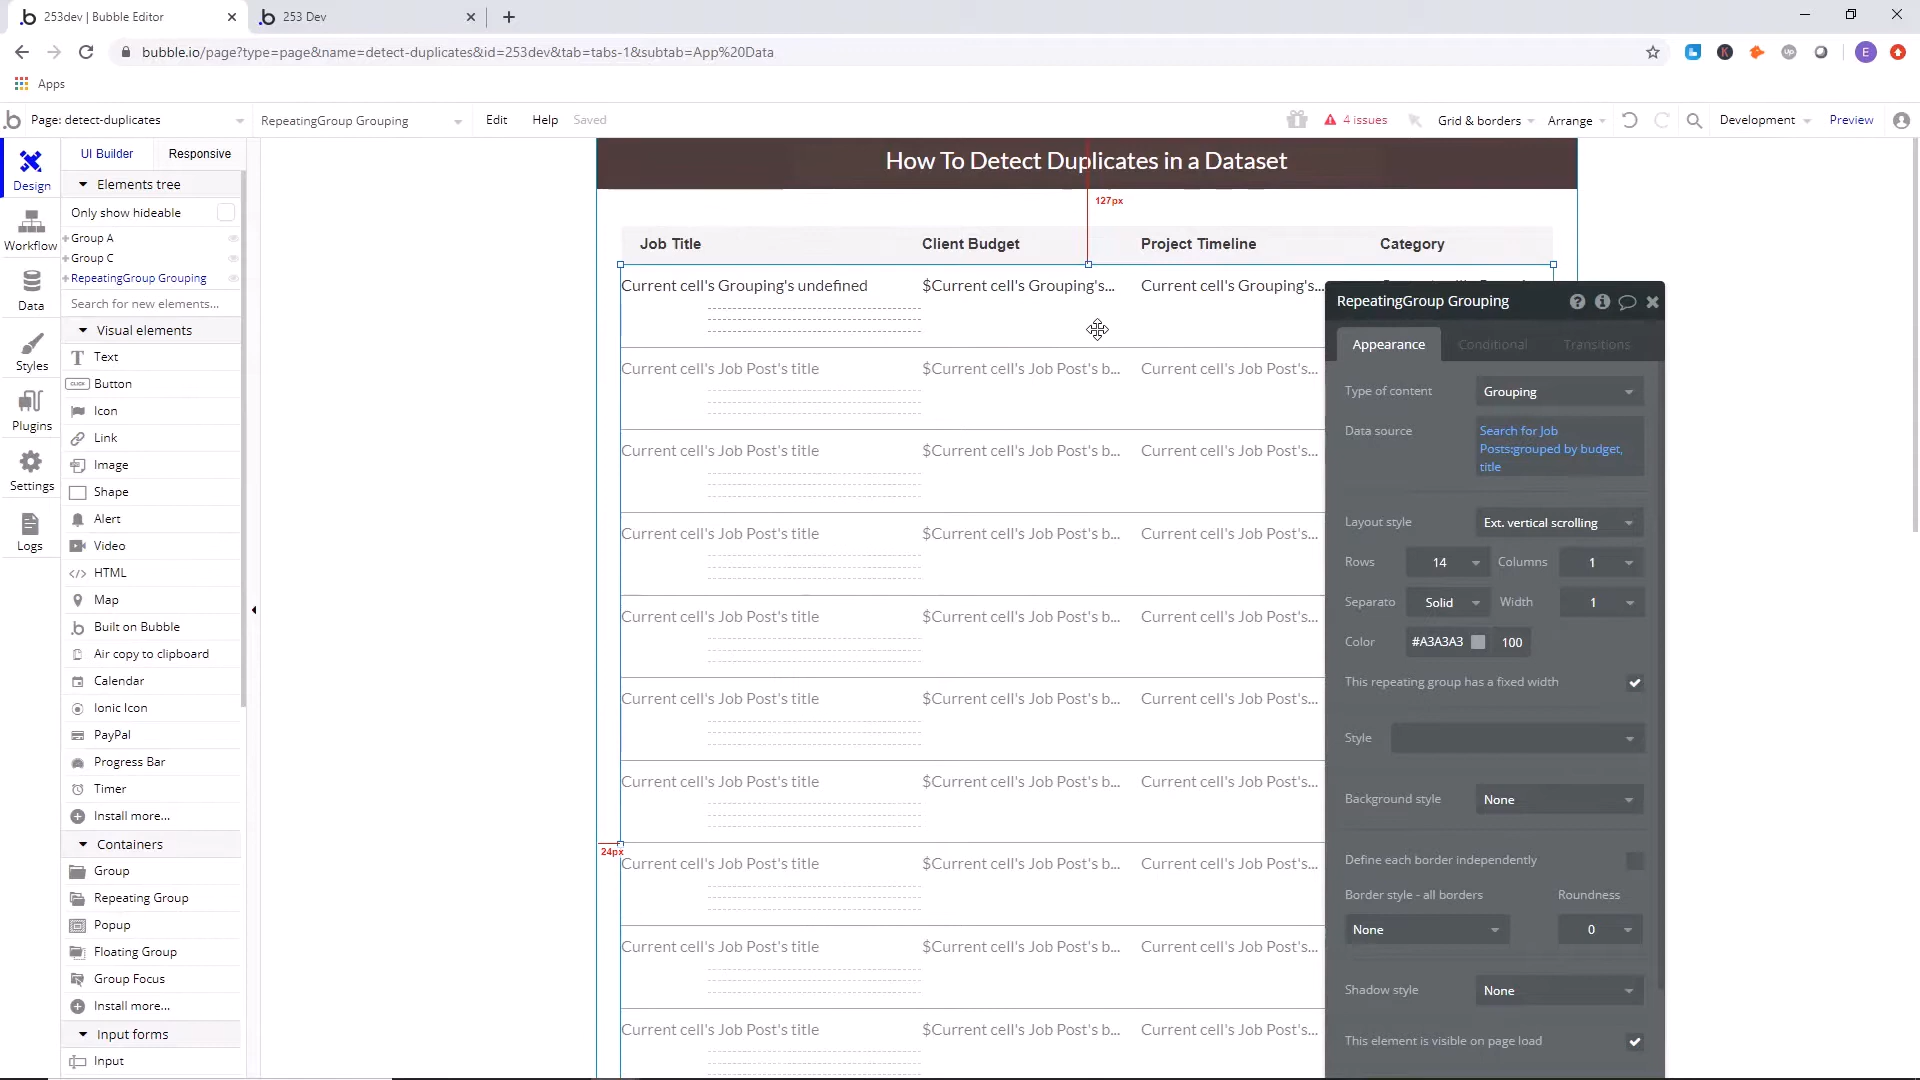 253dev | Bubble Editor
253 Dev
bubble.io/page?type=page&name=detect-duplicates&id=253dev&tab=tabs-1&subtab=App%20Data
E
Apps
Page: detect-duplicates
RepeatingGroup Grouping
Edit
Help
Saved
4 issues
Grid & borders
Arrange
Development
Preview
Design
Workflow
Data
Styles
Plugins
Settings
Logs
UI Builder
Responsive
Elements tree
Only show hideable
Group A
Group C
RepeatingGroup Grouping
Search for new elements...
Visual elements
Text
Button
Icon
Link
Image
Shape
Alert
Video
HTML
Map
Built on Bubble
Air copy to clipboard
Calendar
Ionic Icon
PayPal
Progress Bar
Timer
Install more...
Containers
Group
Repeating Group
Popup
Floating Group
Group Focus
Install more...
Input forms
Input
How To Detect Duplicates in a Dataset
127px
Job Title Client Budget Project Timeline Category
Current cell's Grouping's undefined $Current cell's Grouping's... Current cell's Grouping's...
Current cell's Job Post's title $Current cell's Job Post's b... Current cell's Job Post's...
Current cell's Job Post's title $Current cell's Job Post's b... Current cell's Job Post's...
Current cell's Job Post's title $Current cell's Job Post's b... Current cell's Job Post's...
Current cell's Job Post's title $Current cell's Job Post's b... Current cell's Job Post's...
Current cell's Job Post's title $Current cell's Job Post's b... Current cell's Job Post's...
Current cell's Job Post's title $Current cell's Job Post's b... Current cell's Job Post's...
24px
Current cell's Job Post's title $Current cell's Job Post's b... Current cell's Job Post's...
Current cell's Job Post's title $Current cell's Job Post's b... Current cell's Job Post's...
Current cell's Job Post's title $Current cell's Job Post's b... Current cell's Job Post's...
RepeatingGroup Grouping
Appearance
Conditional
Transitions
Type of content
Grouping
Data source
Search for Job
Posts:grouped by budget,
title
Layout style
Ext. vertical scrolling
Rows 14 Columns 1
Separato Solid Width 1
Color #A3A3A3 100
This repeating group has a fixed width
Style
Background style
None
Define each border independently
Border style - all borders
Roundness
None
0
Shadow style
None
This element is visible on page load